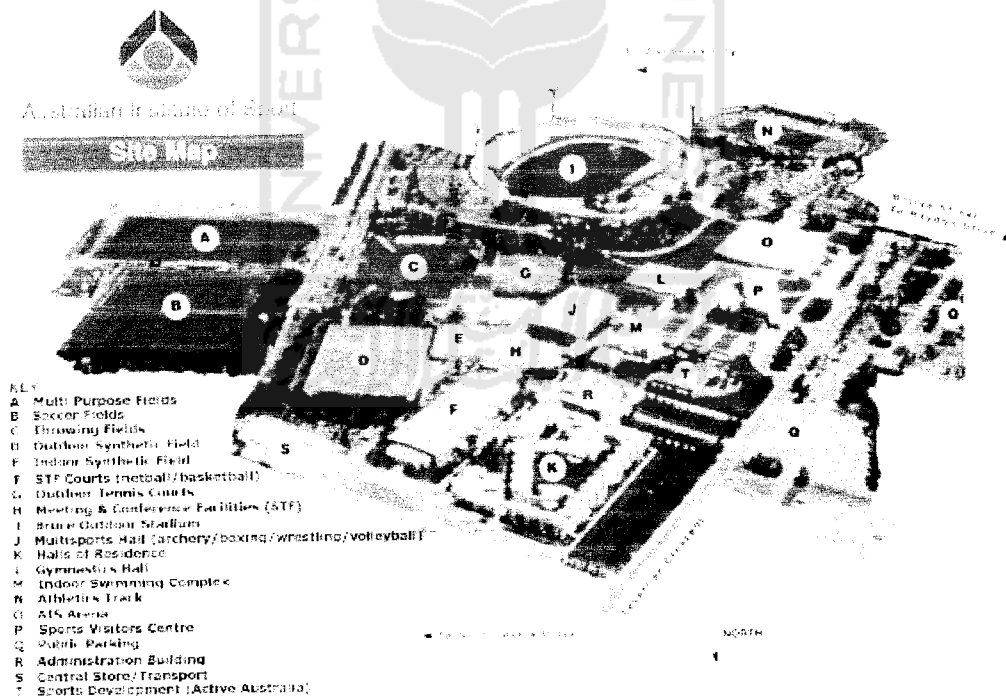 Australian Institute of Sport
Site Map
N
I
A
O
C
G
L
P
B
J
M
Q
E
H
D
T
R
F
Q
S
K
KEY
A Multi Purpose Fields
B Soccer Fields
C Throwing Fields
D Outdoor Synthetic Field
E Indoor Synthetic Field
F STF Courts (netball/basketball)
G Outdoor Tennis Courts
H Meeting & Conference Facilities (STF)
I Bruce Outdoor Stadium
J Multisports Hall (archery/boxing/wrestling/volleyball)
K Halls of Residence
L Gymnastics Hall
M Indoor Swimming Complex
N Athletics Track
O AIS Arena
P Sports Visitors Centre
Q Public Parking
R Administration Building
S Central Store/Transport
T Sports Development (Active Australia)
NORTH